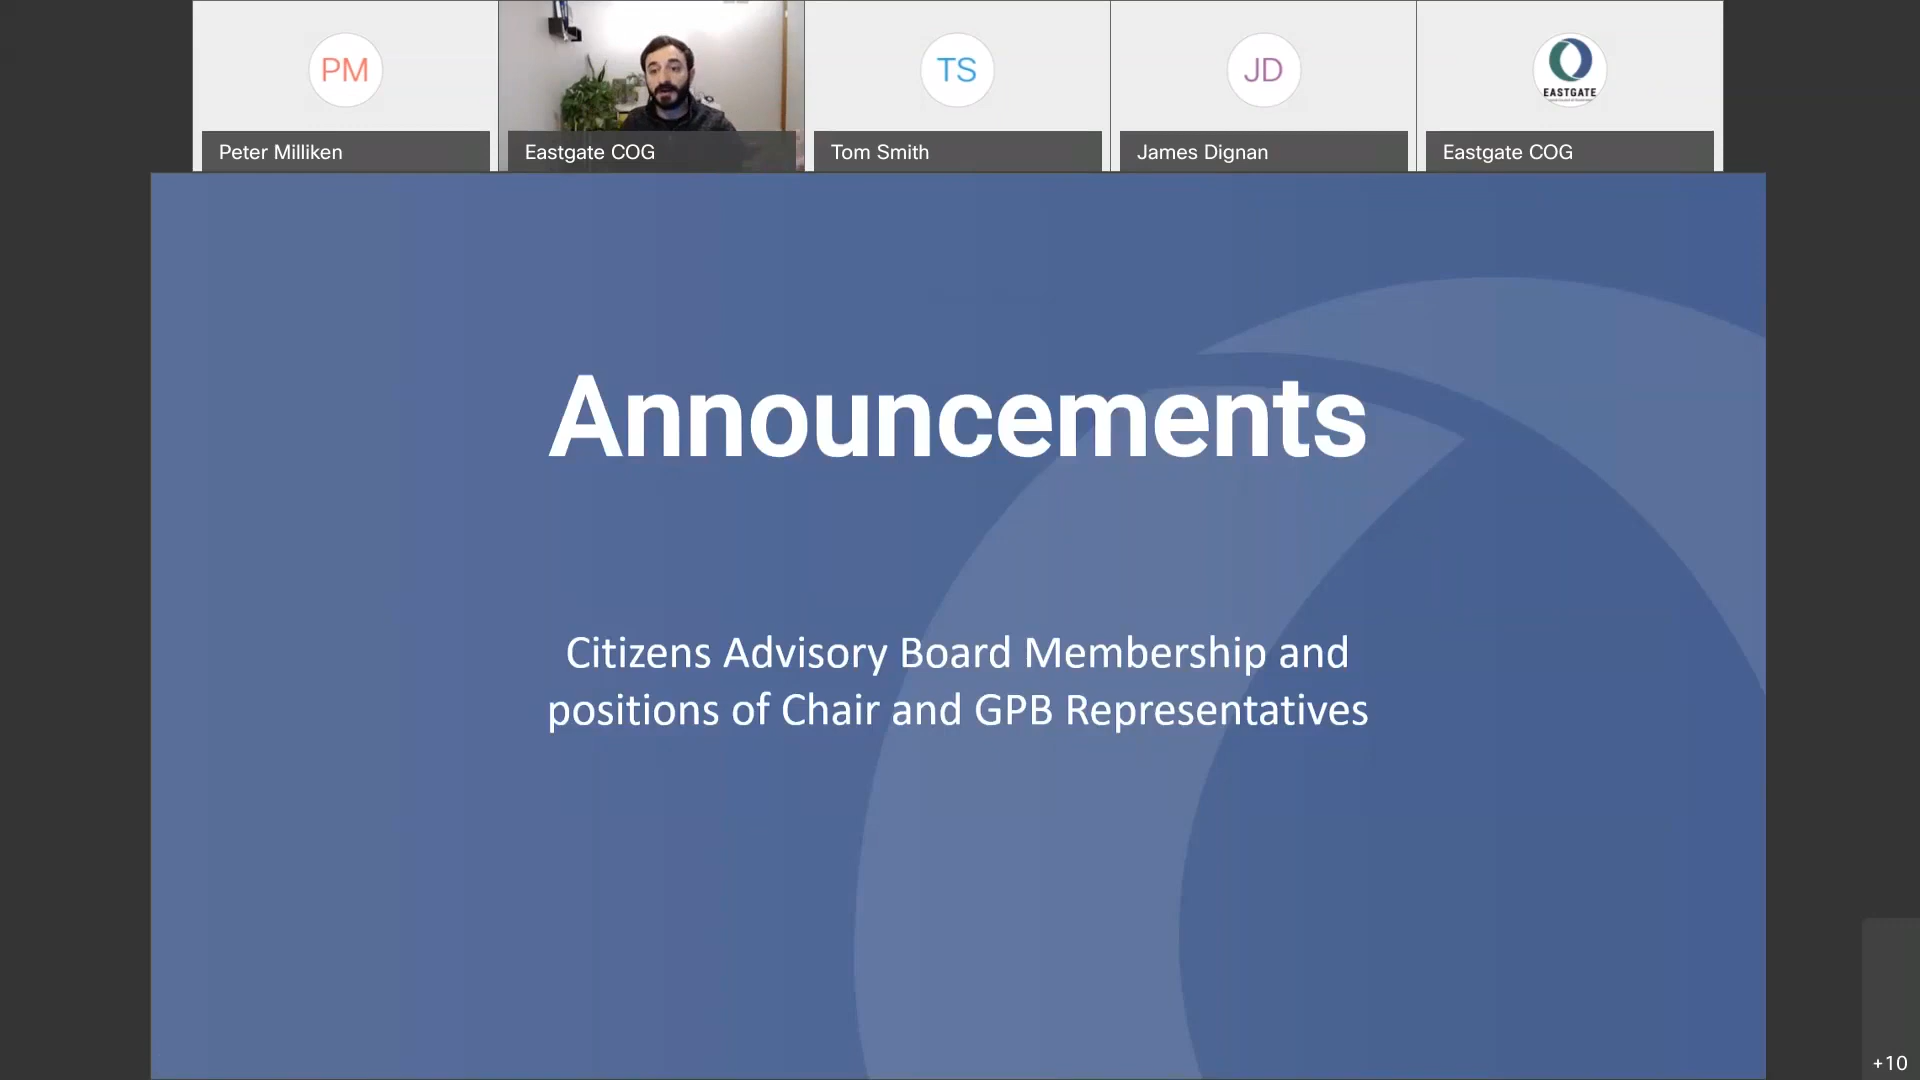 PM
TS
JD
EASTGATE
Peter Milliken
Eastgate COG
Tom Smith
James Dignan
Eastgate COG
Announcements
Citizens Advisory Board Membership and
positions of Chair and GPB Representatives
+10